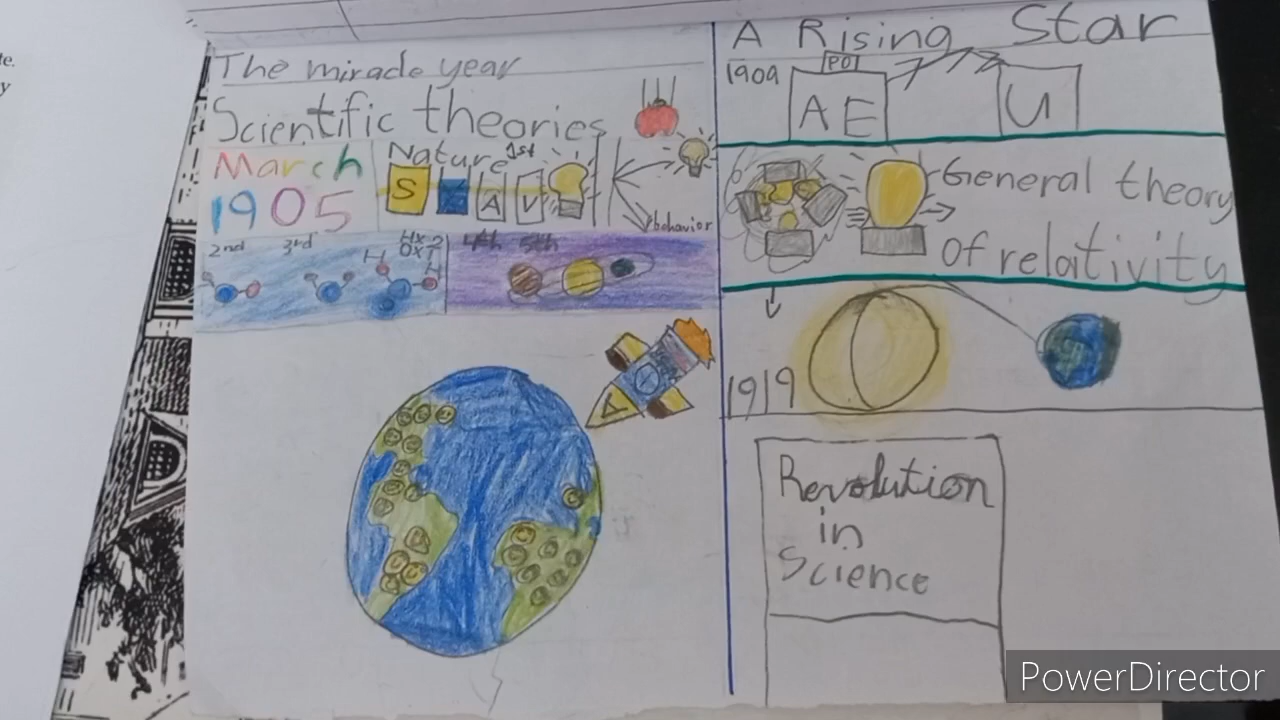 te.
y
The miracle year
Scientific theories
March
1905
Nature 1st
S
A
V
behavior
2nd
3rd
H
H
4th
5th
A
A Rising Star
1909
PO
A E
U
General theory
of relativity
1919
Revolution
in
Science
PowerDirector